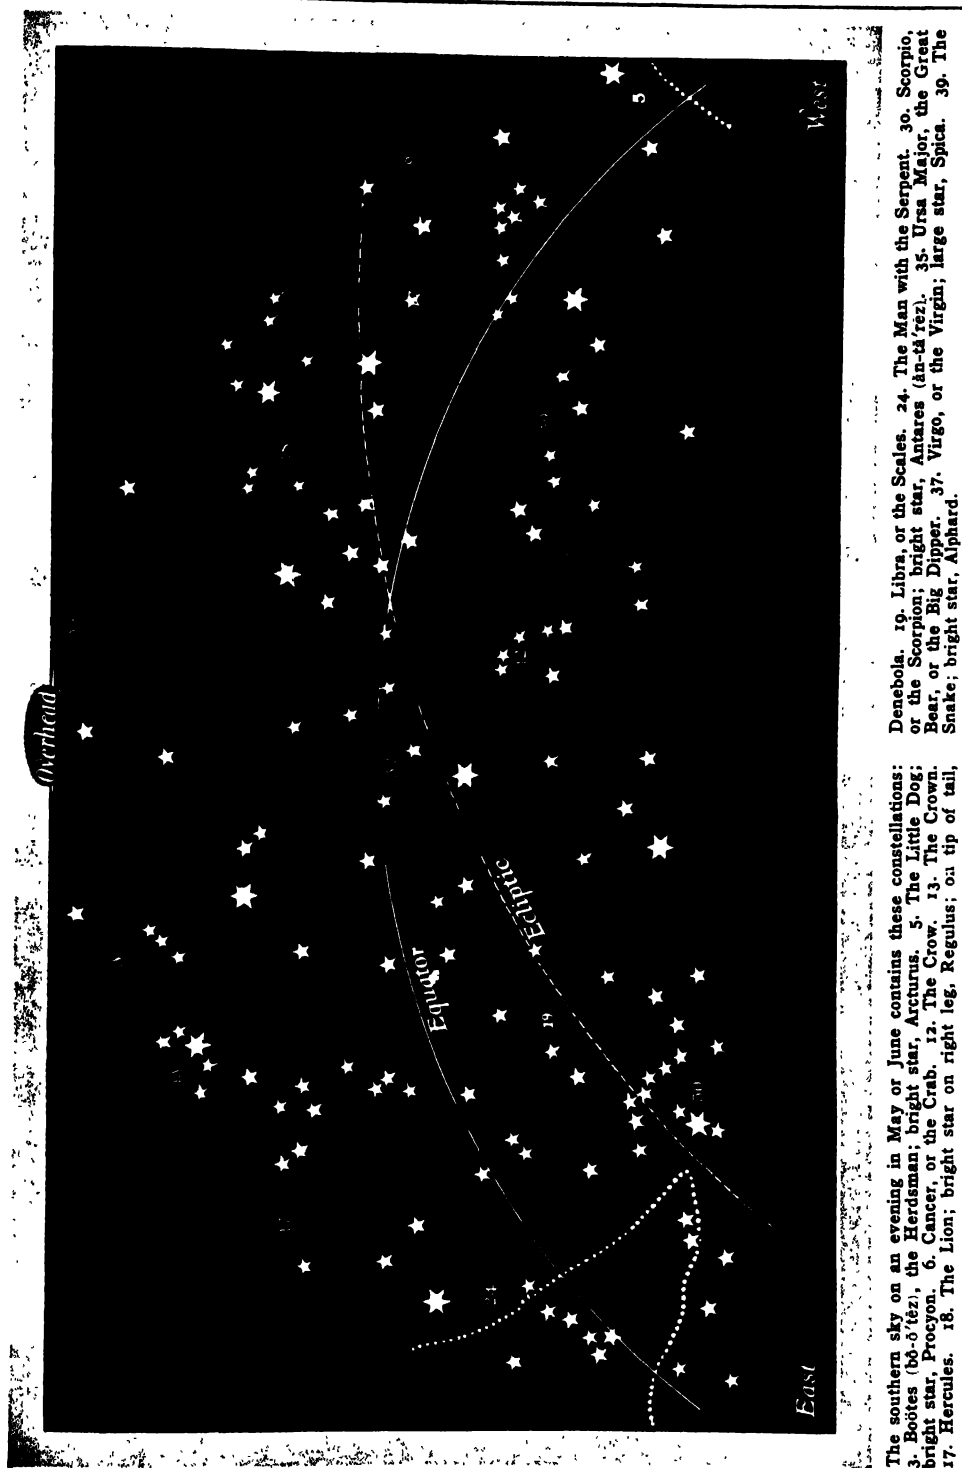 Overhead
West
5
Equator
Ecliptic
19
24
30
East
The southern sky on an evening in May or June contains these constellations:
3. Boötes (bō-ō'tēz), the Herdsman; bright star, Arcturus. 5. The Little Dog;
bright star, Procyon. 6. Cancer, or the Crab. 12. The Crow. 13. The Crown.
17. Hercules. 18. The Lion; bright star on right leg, Regulus; on tip of tail,
Denebola. 19. Libra, or the Scales. 24. The Man with the Serpent. 30. Scorpio,
or the Scorpion; bright star, Antares (ăn-tā'rēz). 35. Ursa Major, the Great
Bear, or the Big Dipper. 37. Virgo, or the Virgin; large star, Spica. 39. The
Snake; bright star, Alphard.